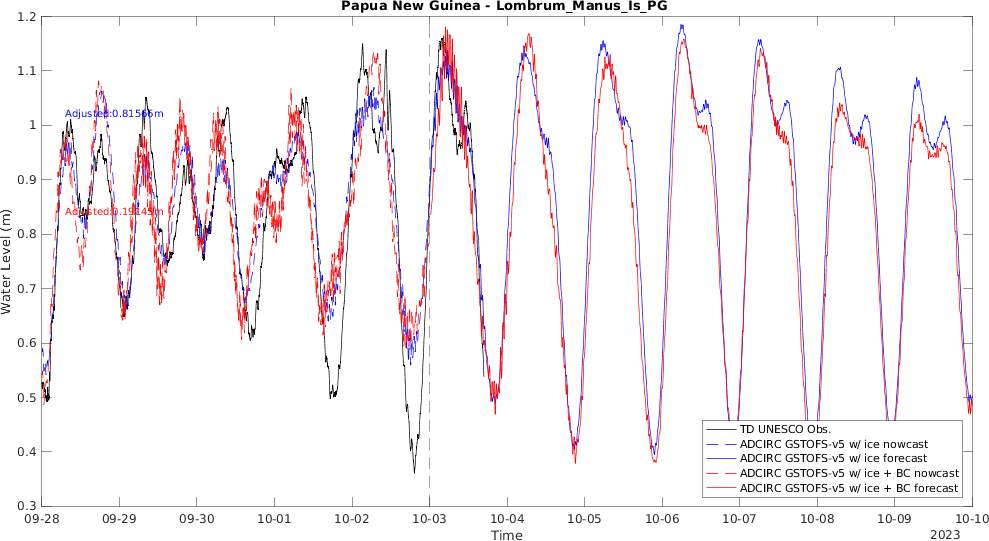 Papua New Guinea - Lombrum_Manus_Is_PG
1.2
1.1
1
0.9
0.8
0.7
0.6
0.5
0.4
0.3
Water Level (m)
Adjusted:0.81566m
Adjusted:0.19145m
TD UNESCO Obs.
ADCIRC GSTOFS-v5 w/ ice nowcast
ADCIRC GSTOFS-v5 w/ ice forecast
ADCIRC GSTOFS-v5 w/ ice + BC nowcast
ADCIRC GSTOFS-v5 w/ ice + BC forecast
09-28 09-29 09-30 10-01 10-02 10-03 10-04 10-05 10-06 10-07 10-08 10-09 10-10
Time
2023